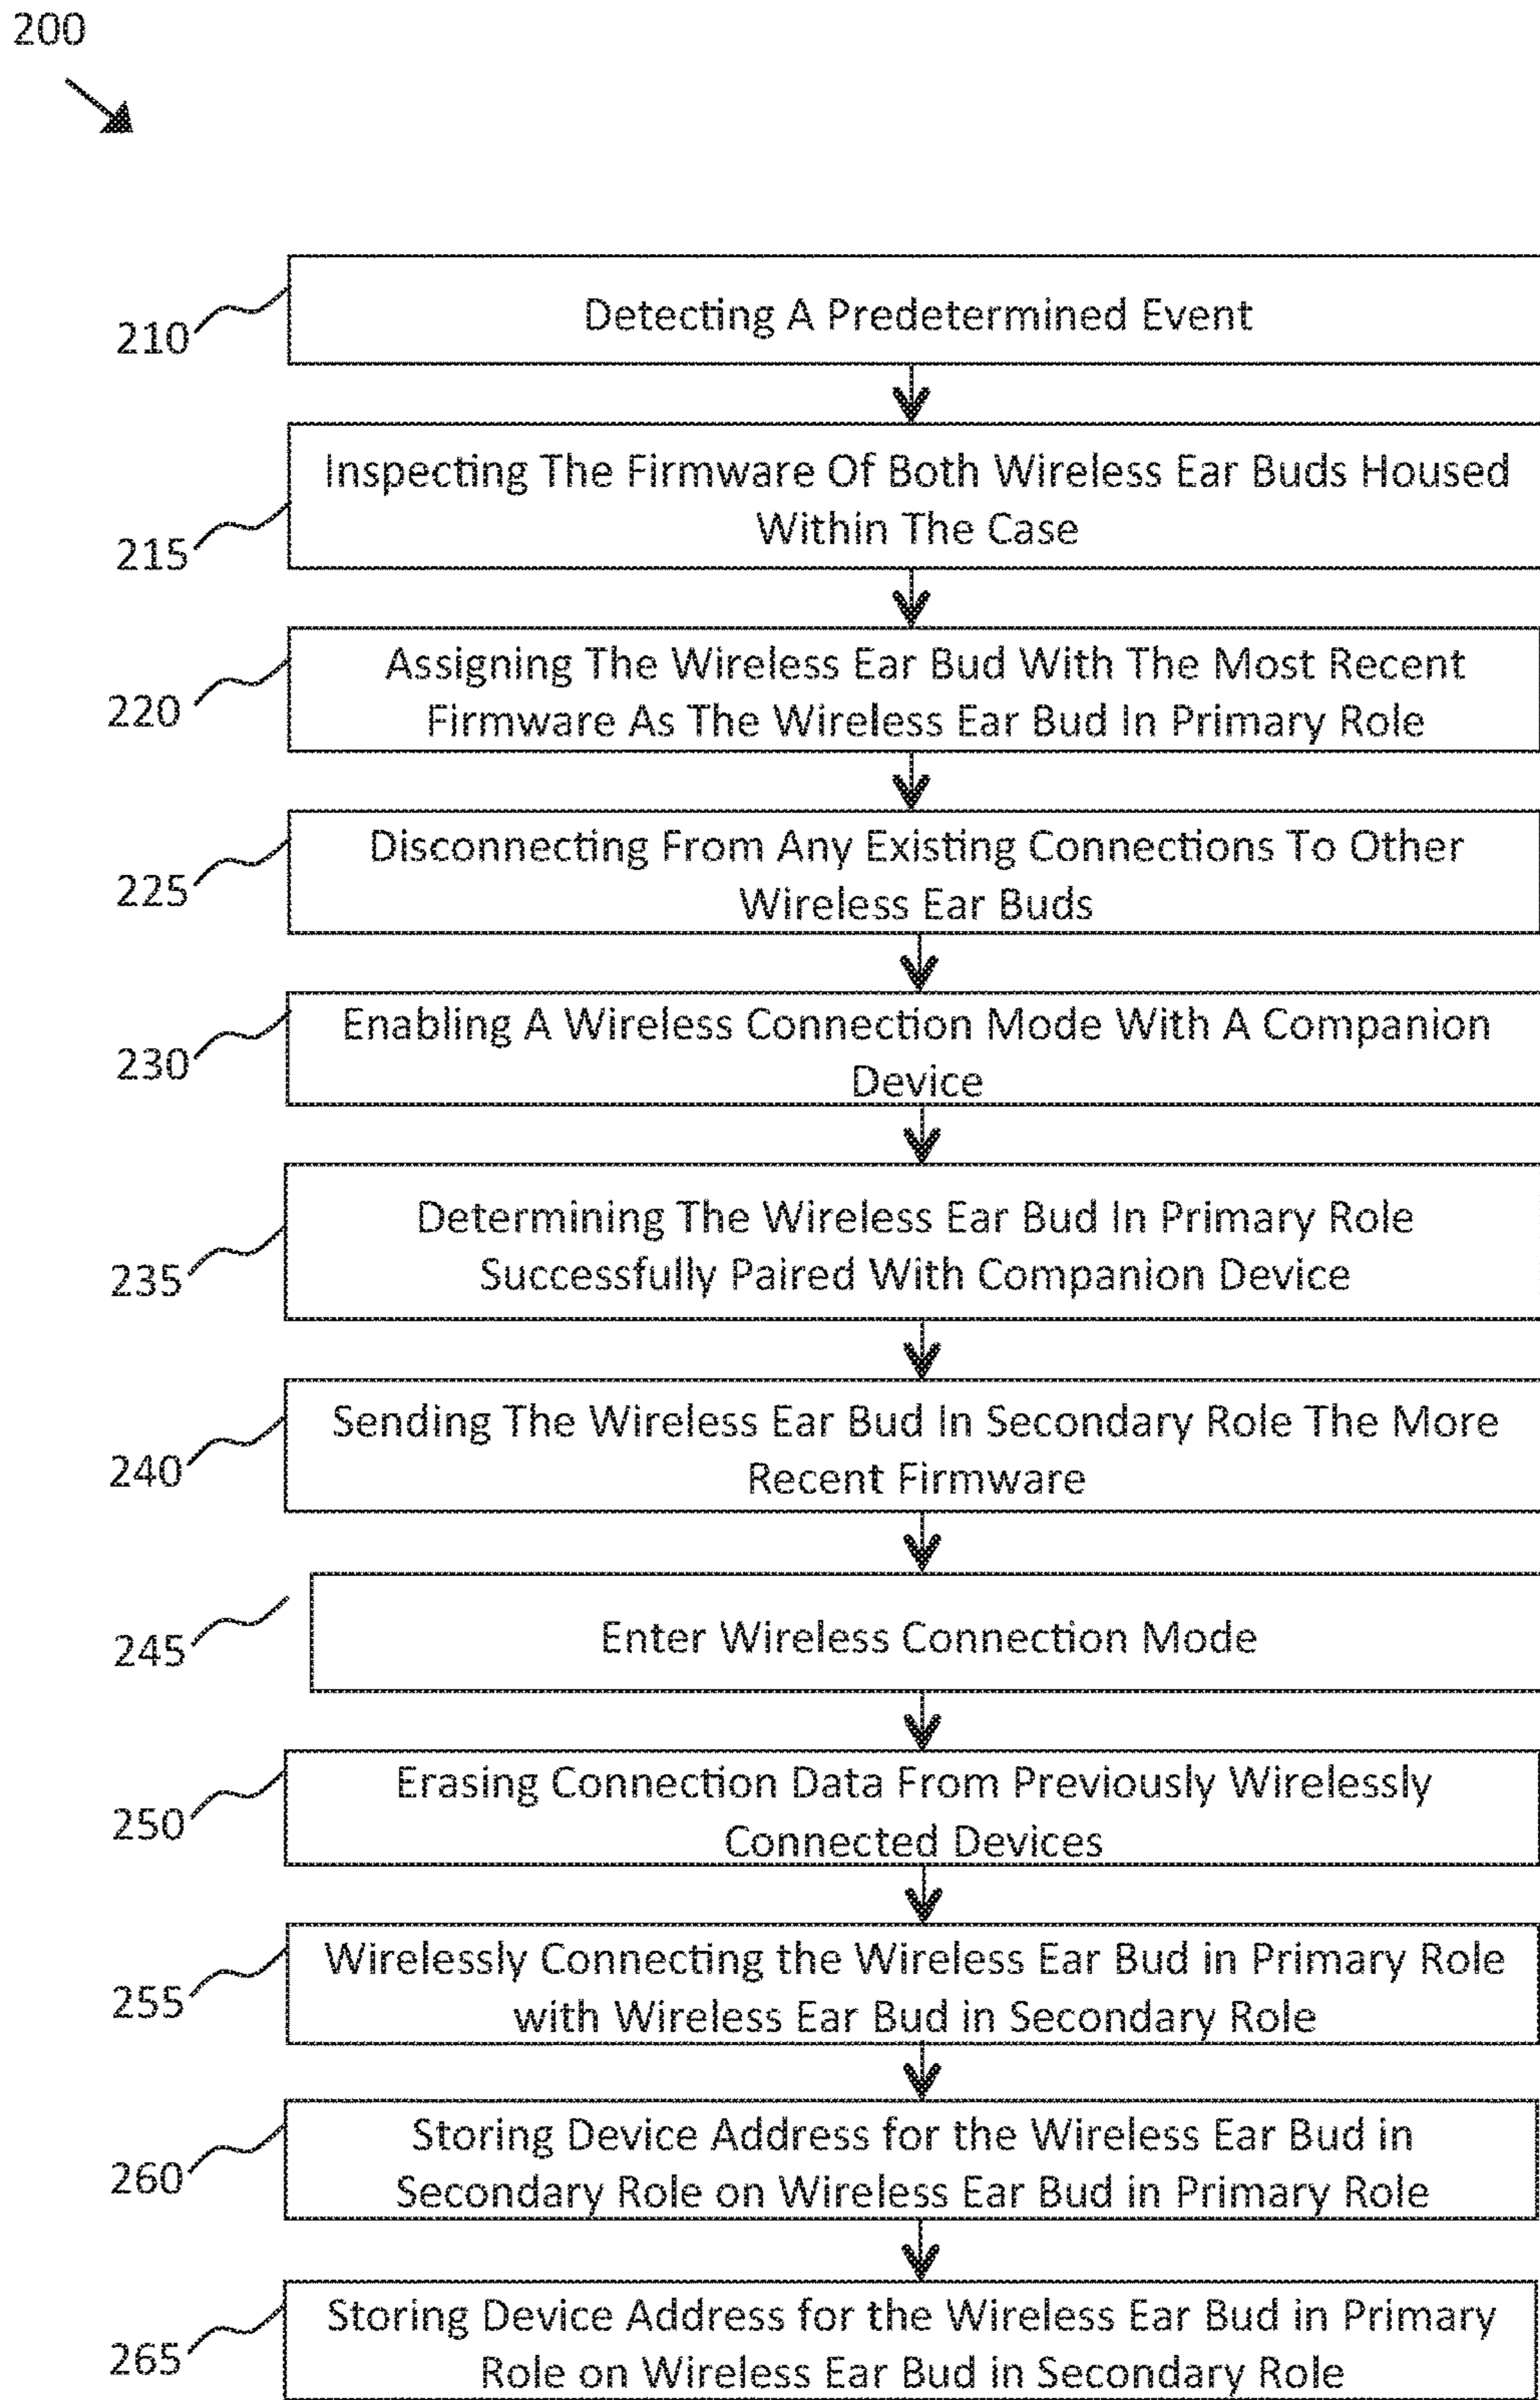 200
210
Detecting A Predetermined Event
215
Inspecting The Firmware Of Both Wireless Ear Buds Housed
Within The Case
220
Assigning The Wireless Ear Bud With The Most Recent
Firmware As The Wireless Ear Bud In Primary Role
225
Disconnecting From Any Existing Connections To Other
Wireless Ear Buds
230
Enabling A Wireless Connection Mode With A Companion
Device
235
Determining The Wireless Ear Bud In Primary Role
Successfully Paired With Companion Device
240
Sending The Wireless Ear Bud In Secondary Role The More
Recent Firmware
245
Enter Wireless Connection Mode
250
Erasing Connection Data From Previously Wirelessly
Connected Devices
255
Wirelessly Connecting the Wireless Ear Bud in Primary Role
with Wireless Ear Bud in Secondary Role
260
Storing Device Address for the Wireless Ear Bud in
Secondary Role on Wireless Ear Bud in Primary Role
265
Storing Device Address for the Wireless Ear Bud in Primary
Role on Wireless Ear Bud in Secondary Role